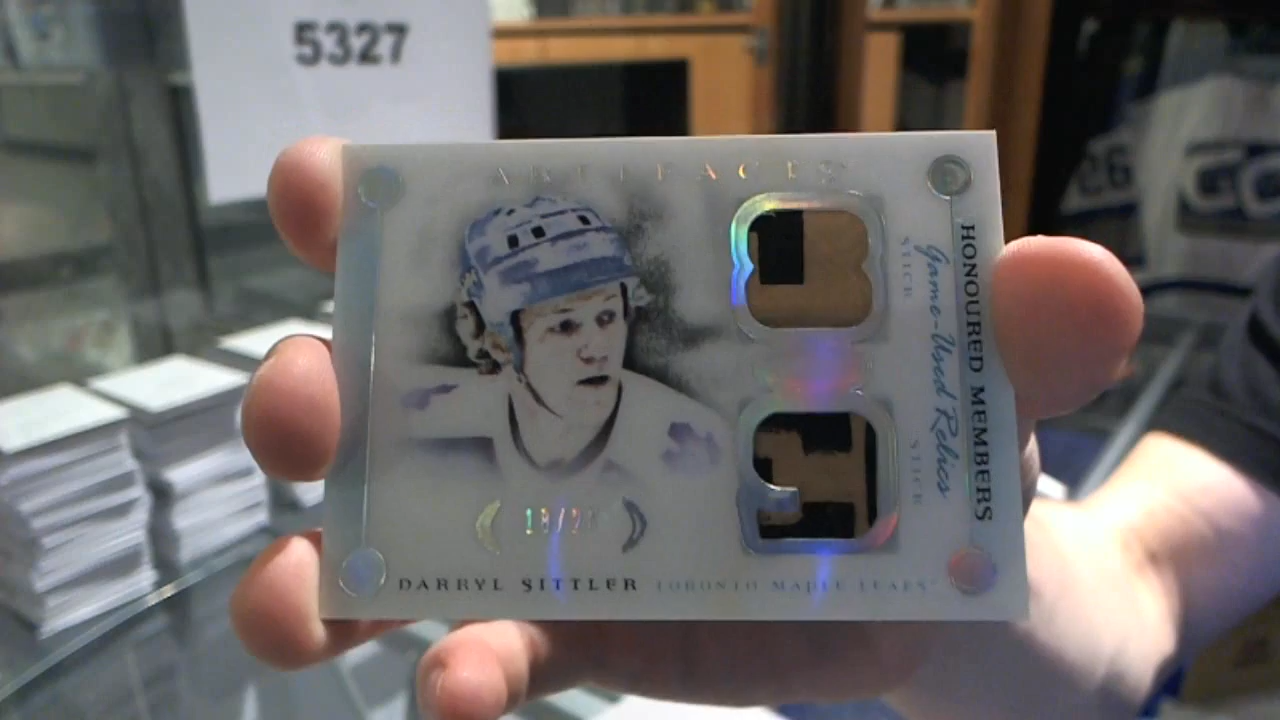 5327
ARTIFACTS
HONOURED MEMBERS
Game-Used Relics
STICK
STICK
DARRYL SITTLER TORONTO MAPLE LEAFS